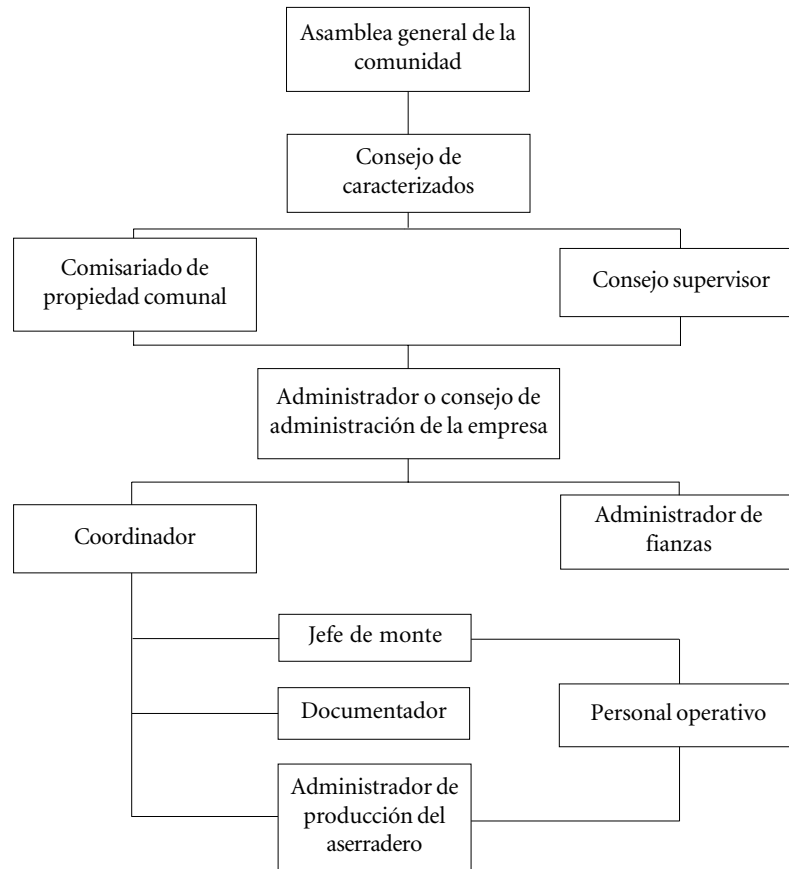 Asamblea general de la
comunidad
Consejo de
caracterizados
Comisariado de
propiedad comunal
Consejo supervisor
Administrador o consejo de
administración de la empresa
Coordinador
Administrador de
fianzas
Jefe de monte
Documentador
Personal operativo
Administrador de
producción del
aserradero